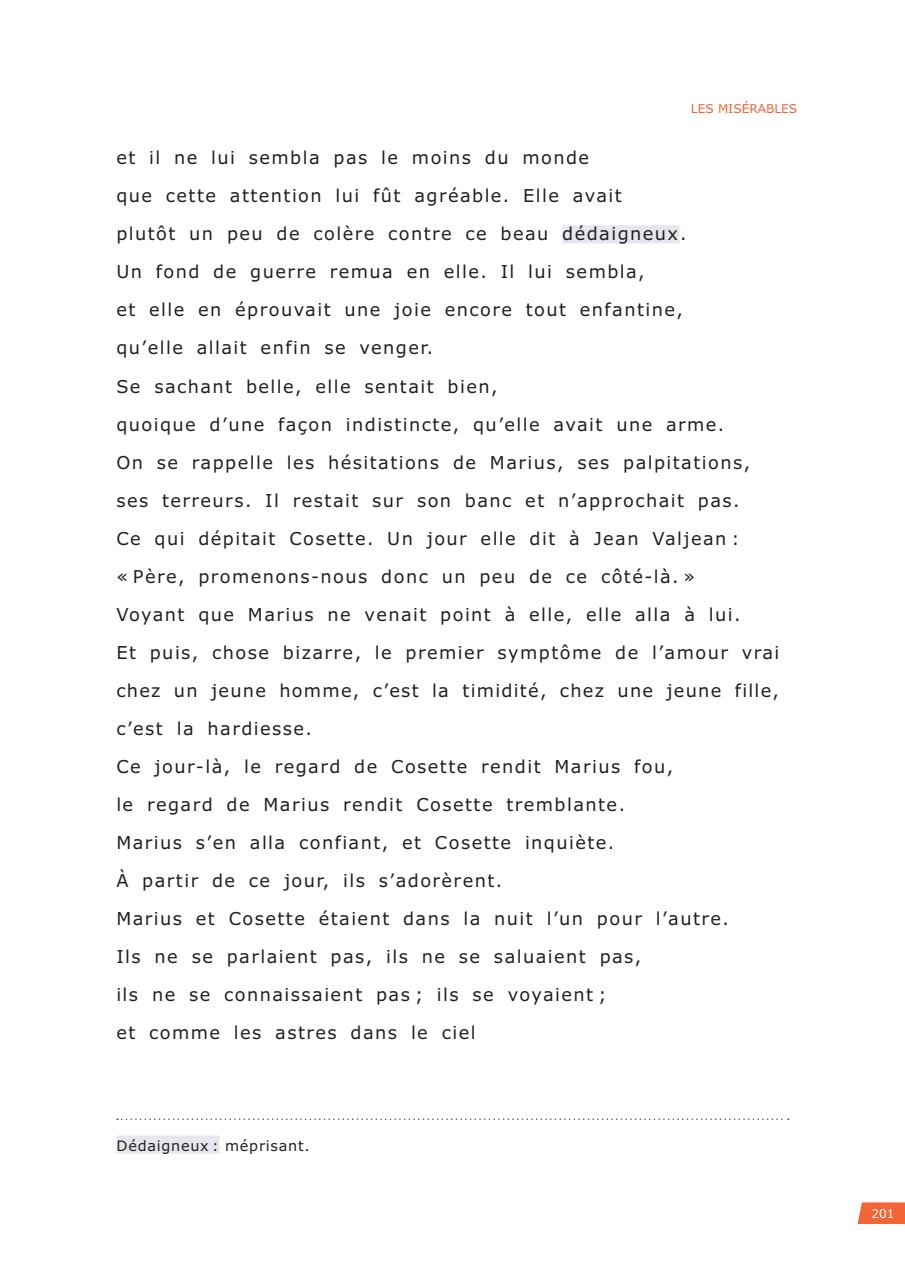 LES MISÉRABLES
et il ne lui sembla pas le moins du monde
que cette attention lui fût agréable. Elle avait
plutôt un peu de colère contre ce beau dédaigneux.
Un fond de guerre remua en elle. Il lui sembla,
et elle en éprouvait une joie encore tout enfantine,
qu’elle allait enfin se venger.
Se sachant belle, elle sentait bien,
quoique d’une façon indistincte, qu’elle avait une arme.
On se rappelle les hésitations de Marius, ses palpitations,
ses terreurs. Il restait sur son banc et n’approchait pas.
Ce qui dépitait Cosette. Un jour elle dit à Jean Valjean :
« Père, promenons-nous donc un peu de ce côté-là. »
Voyant que Marius ne venait point à elle, elle alla à lui.
Et puis, chose bizarre, le premier symptôme de l’amour vrai
chez un jeune homme, c’est la timidité, chez une jeune fille,
c’est la hardiesse.
Ce jour-là, le regard de Cosette rendit Marius fou,
le regard de Marius rendit Cosette tremblante.
Marius s’en alla confiant, et Cosette inquiète.
À partir de ce jour, ils s’adorèrent.
Marius et Cosette étaient dans la nuit l’un pour l’autre.
Ils ne se parlaient pas, ils ne se saluaient pas,
ils ne se connaissaient pas ; ils se voyaient ;
et comme les astres dans le ciel
Dédaigneux : méprisant.
201